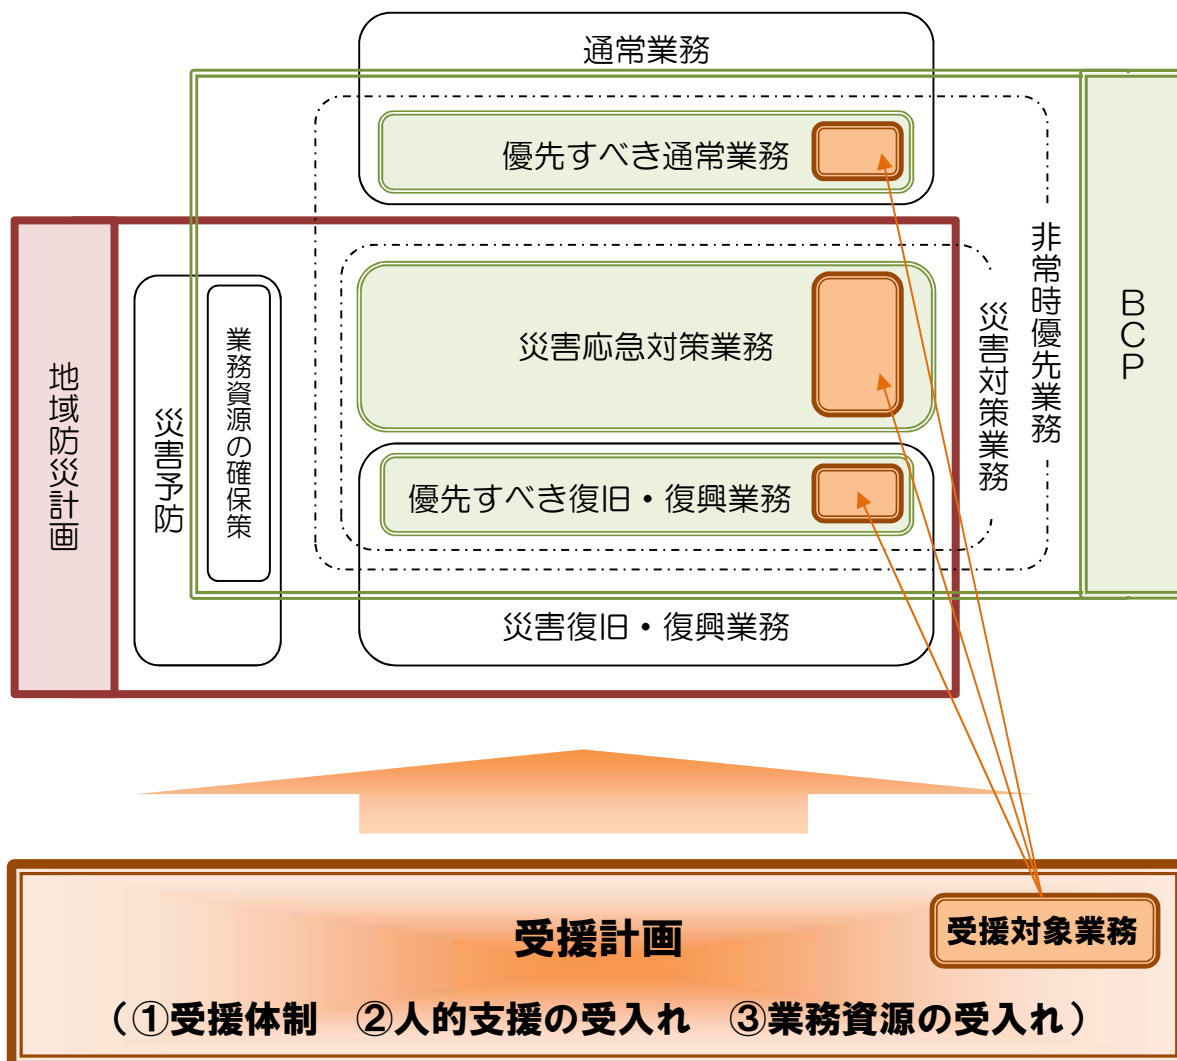 通常業務
優先すべき通常業務
非常時優先業務
BCP
災害応急対策業務
災害対策業務
地域防災計画
災害予防
業務資源の確保策
優先すべき復旧・復興業務
災害復旧・復興業務
受援計画
受援対象業務
(①受援体制　②人的支援の受入れ　③業務資源の受入れ)